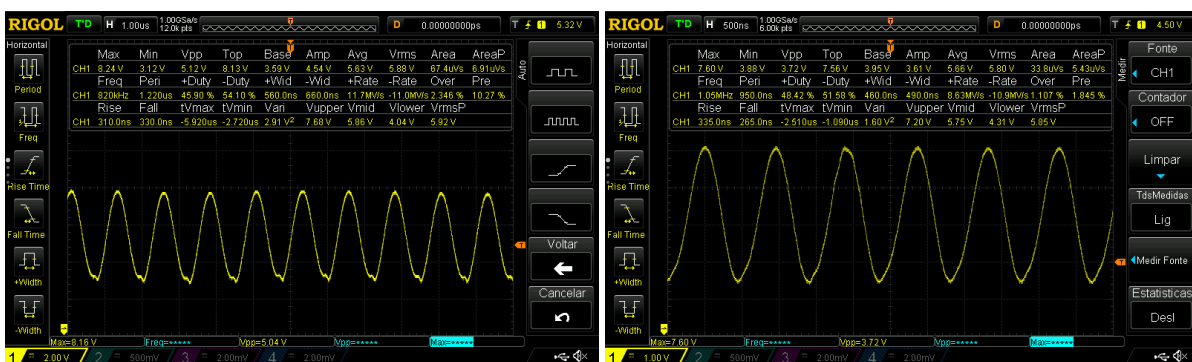 RIGOL T'D H 1.00us 1.00GSa/s 12.0k pts D 0.00000000ps T 1 5.32 V
Horizontal
Period
Freq
Rise Time
Fall Time
+Width
-Width
Max Min Vpp Top Base Amp Avg Vrms Area AreaP
CH1 8.24 V 3.12 V 5.12 V 8.13 V 3.59 V 4.54 V 5.63 V 5.88 V 67.4uVs 6.91uVs
Freq Peri +Duty -Duty +Wid -Wid +Rate -Rate Over Pre
CH1 820kHz 1.220us 45.90 % 54.10 % 560.0ns 660.0ns 11.7MV/s -11.0MV/s 2.346 % 10.27 %
Rise Fall tVmax tVmin Vari Vupper Vmid Vlower VrmsP
CH1 310.0ns 330.0ns -5.920us -2.720us 2.91 V² 7.68 V 5.86 V 4.04 V 5.92 V
T
Auto
Voltar
Cancelar
Max=8.16 V Freq=***** Vpp=5.04 V Vpp=***** Max=*****
1 = 2.00 V 2 = 500mV 3 = 2.00mV 4 = 2.00mV
RIGOL T'D H 500ns 1.00GSa/s 6.00k pts D 0.00000000ps T 1 4.50 V
Horizontal
Period
Freq
Rise Time
Fall Time
+Width
-Width
Max Min Vpp Top Base Amp Avg Vrms Area AreaP
CH1 7.60 V 3.88 V 3.72 V 7.56 V 3.95 V 3.61 V 5.66 V 5.80 V 33.8uVs 5.43uVs
Freq Peri +Duty -Duty +Wid -Wid +Rate -Rate Over Pre
CH1 1.05MHz 950.0ns 48.42 % 51.58 % 460.0ns 490.0ns 8.63MV/s -10.9MV/s 1.107 % 1.845 %
Rise Fall tVmax tVmin Vari Vupper Vmid Vlower VrmsP
CH1 335.0ns 265.0ns -2.510us -1.090us 1.60 V² 7.20 V 5.75 V 4.31 V 5.85 V
T
Medir
Fonte
CH1
Contador
OFF
Limpar
TdsMedidas
Lig
Medir Fonte
Estatisticas
Desl
Max=7.60 V Freq=***** Vpp=3.72 V Vpp=***** Max=*****
1 = 1.00 V 2 = 500mV 3 = 2.00mV 4 = 2.00mV